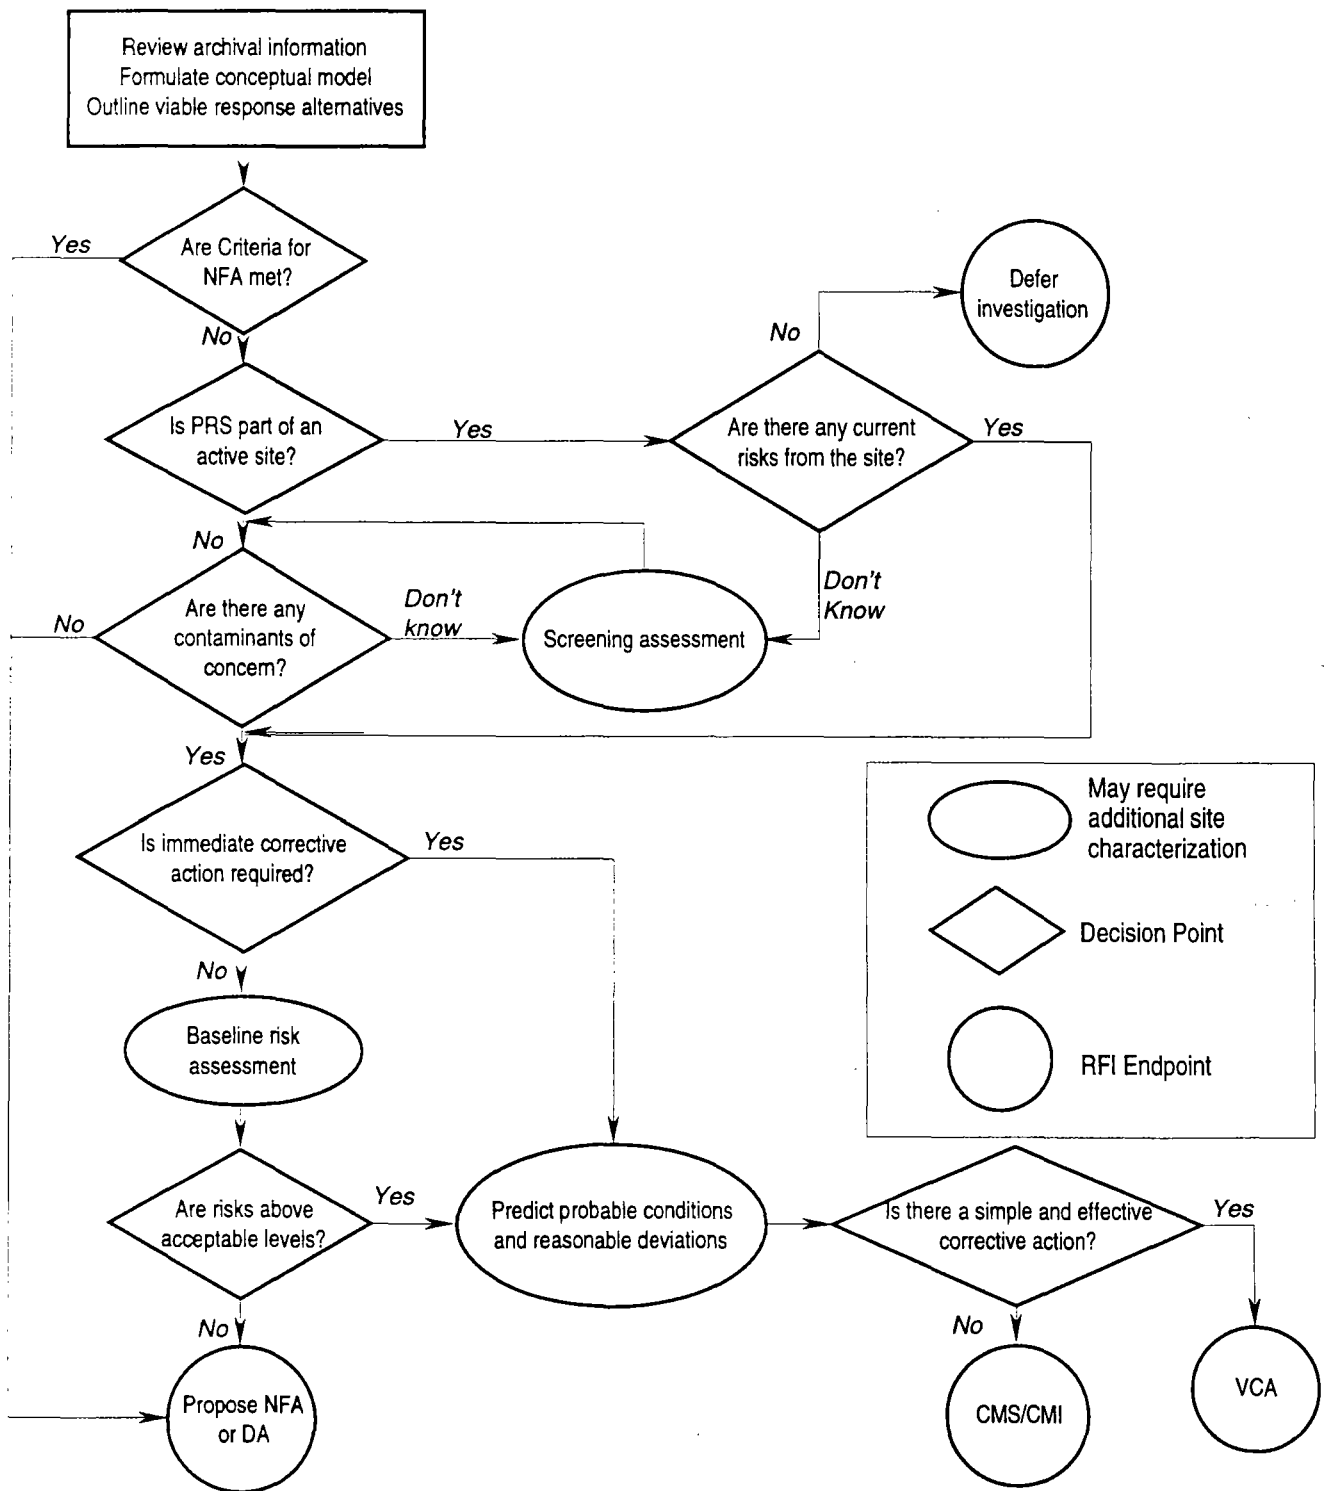 Review archival information
Formulate conceptual model
Outline viable response alternatives
Yes
Are Criteria for
NFA met?
No
Defer
investigation
No
Is PRS part of an
active site?
Yes
Are there any current
risks from the site?
Yes
No
Don't
Know
No
Are there any
contaminants of
concern?
Don't
know
Screening assessment
Yes
Is immediate corrective
action required?
Yes
May require
additional site
characterization
Decision Point
RFI Endpoint
No
Baseline risk
assessment
Are risks above
acceptable levels?
Yes
Predict probable conditions
and reasonable deviations
Is there a simple and effective
corrective action?
Yes
No
No
Propose NFA
or DA
CMS/CMI
VCA